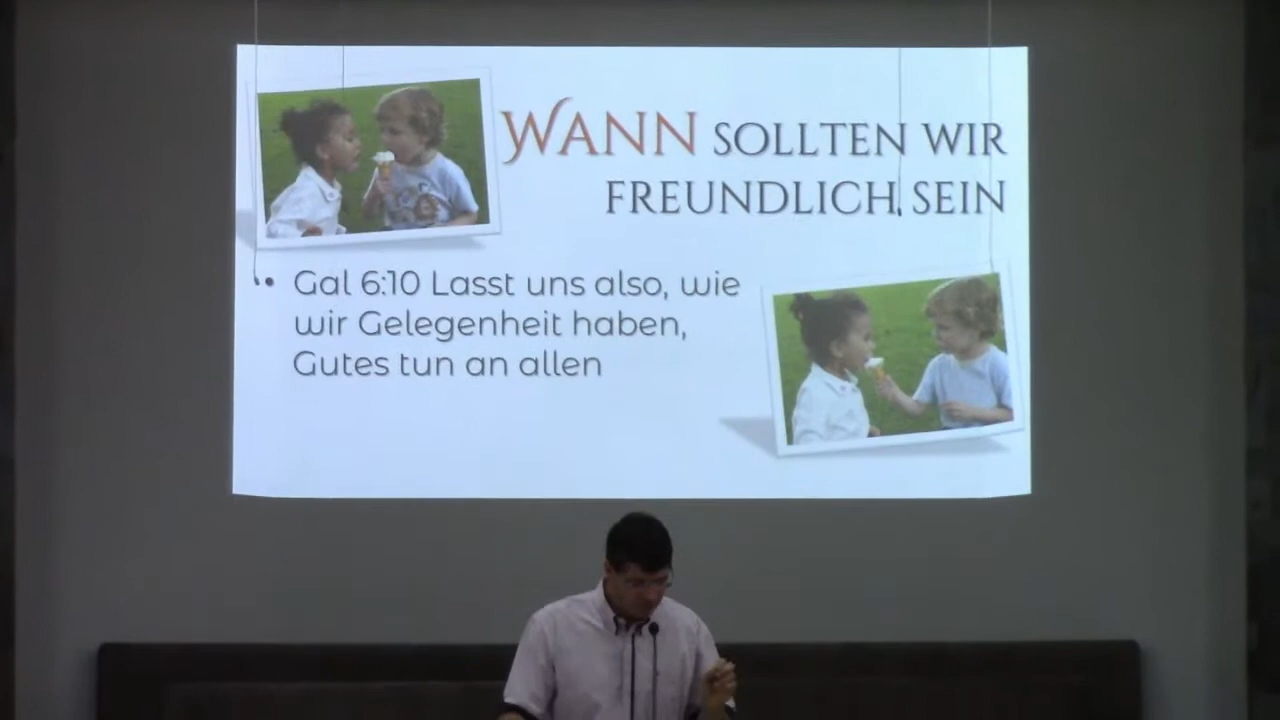 WANN SOLLTEN WIR
FREUNDLICH SEIN
• Gal 6:10 Lasst uns also, wie
wir Gelegenheit haben,
Gutes tun an allen